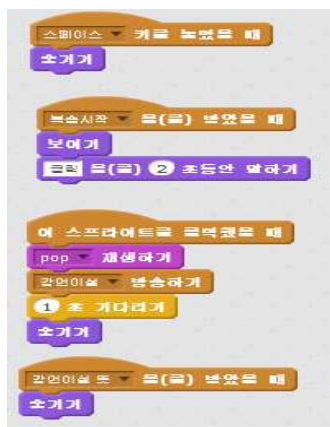 스페이스 키를 눌렀을 때
숨기기
복습시작 을(를) 받았을 때
보이기
클릭 을(를) 2 초동안 말하기
이 스프라이트를 클릭했을 때
pop 재생하기
감언이설 방송하기
1 초 기다리기
숨기기
감언이설 뜻 을(를) 받았을 때
숨기기